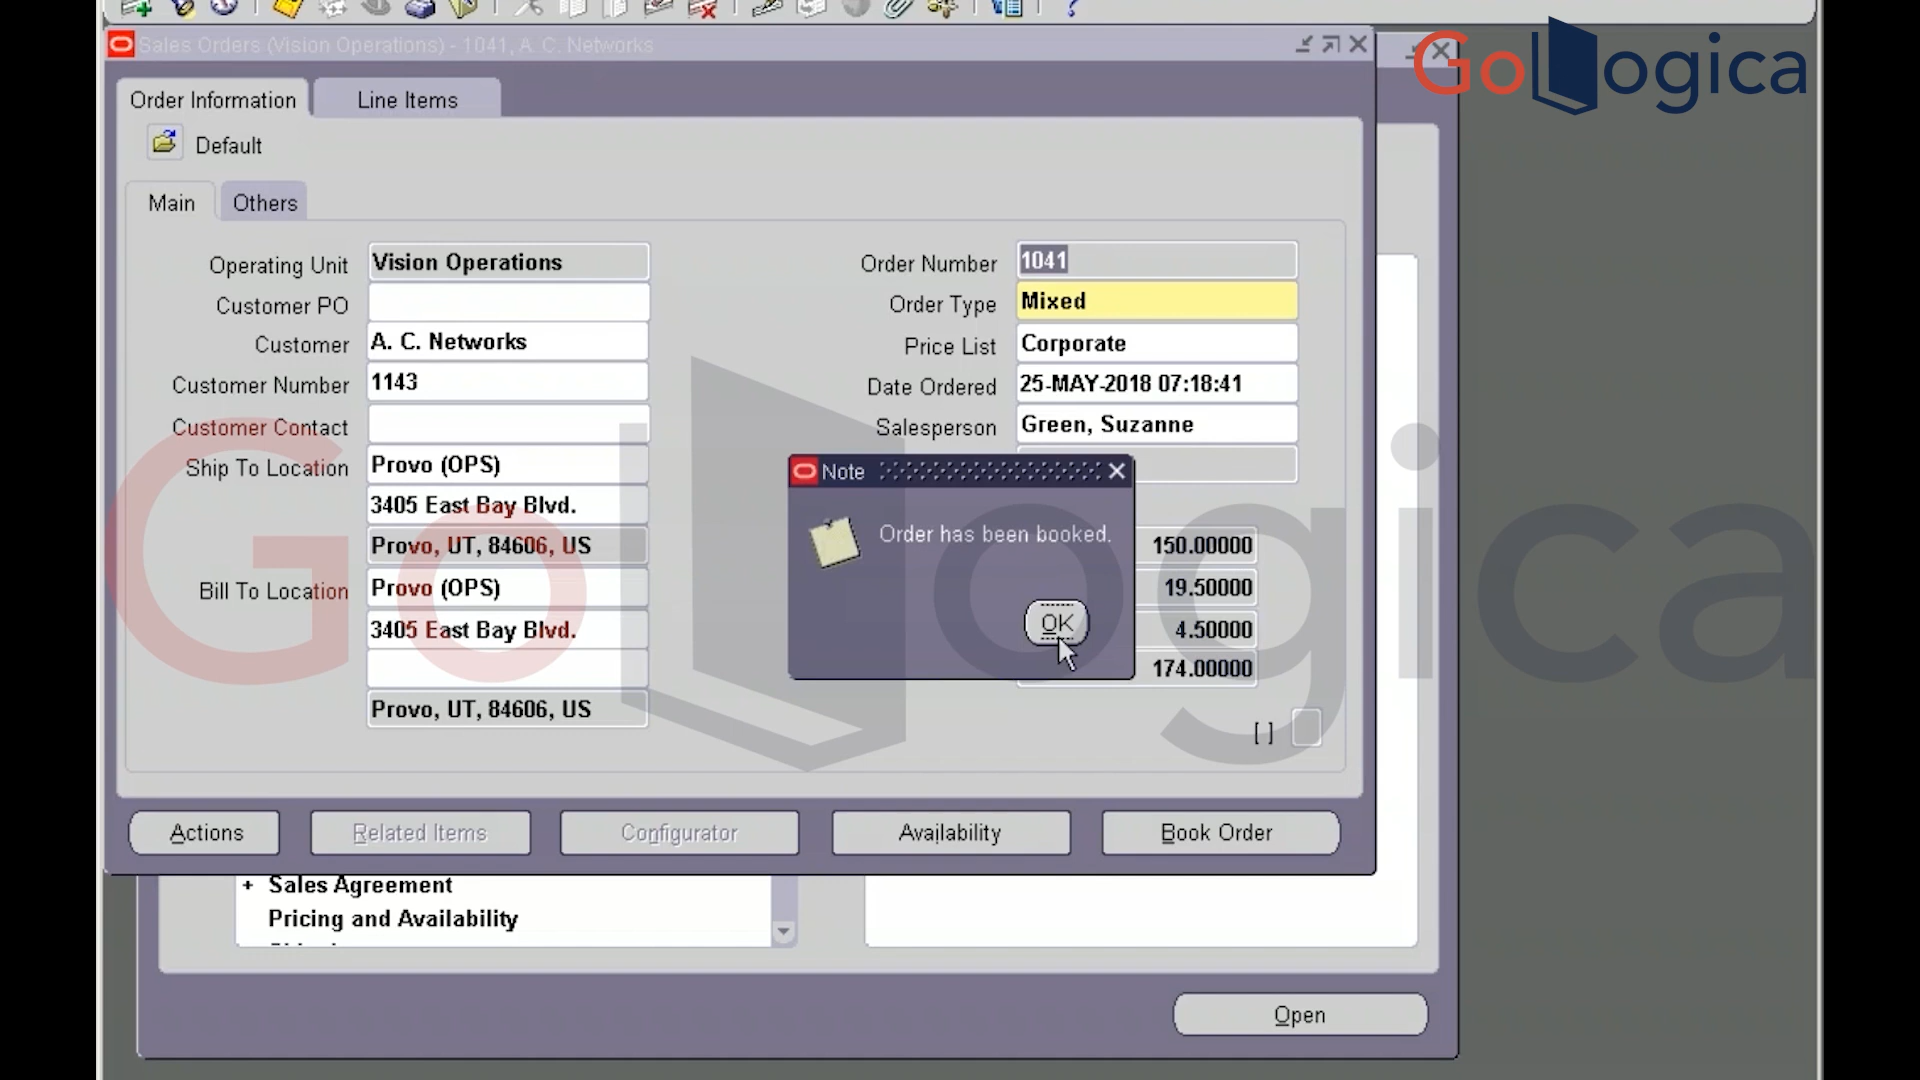 Sales Orders (Vision Operations) - 1041, A. C. Networks
GoLogica
Order Information
Line Items
Default
Main
Others
Operating Unit
Vision Operations
Order Number
1041
Customer PO
Order Type
Mixed
Customer
A. C. Networks
Price List
Corporate
Customer Number
1143
Date Ordered
25-MAY-2018 07:18:41
Customer Contact
Salesperson
Green, Suzanne
Ship To Location
Provo (OPS)
3405 East Bay Blvd.
Provo, UT, 84606, US
Bill To Location
Provo (OPS)
3405 East Bay Blvd.
Provo, UT, 84606, US
Note
Order has been booked.
OK
150.00000
19.50000
4.50000
174.00000
[ ]
GoLogica
Actions
Related Items
Configurator
Availability
Book Order
+ Sales Agreement
Pricing and Availability
Open